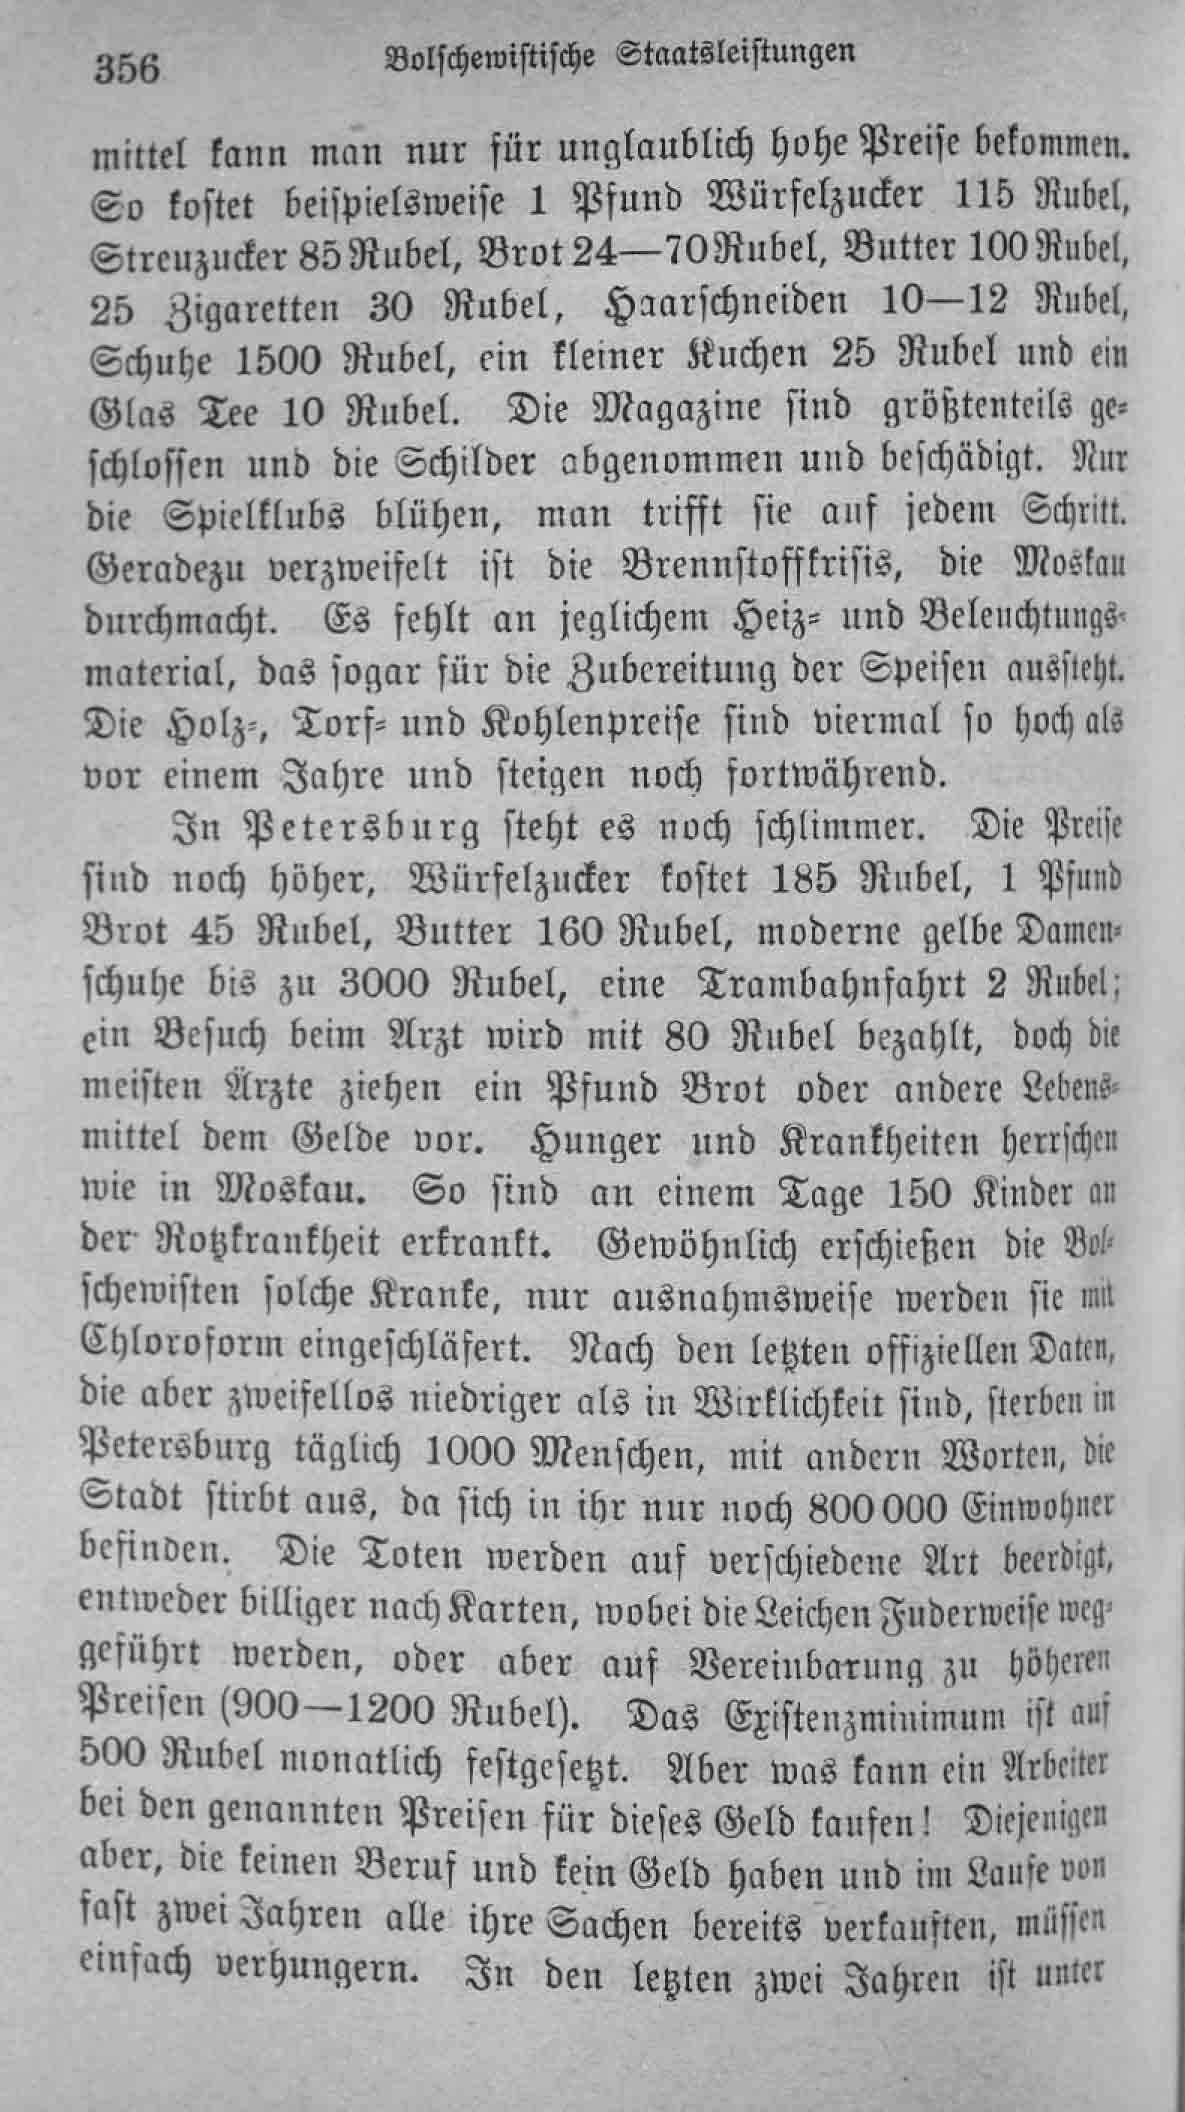 356 Bolschewistische Staatsleistungen
mittel kann man nur für unglaublich hohe Preise bekommen.
So kostet beispielsweise 1 Pfund Würfelzucker 115 Rubel,
Streuzucker 85 Rubel, Brot 24—70 Rubel, Butter 100 Rubel,
25 Zigaretten 30 Rubel, Haarschneiden 10—12 Rubel,
Schuhe 1500 Rubel, ein kleiner Kuchen 25 Rubel und ein
Glas Tee 10 Rubel. Die Magazine sind größtenteils ge-
schlossen und die Schilder abgenommen und beschädigt. Nur
die Spielklubs blühen, man trifft sie auf jedem Schritt.
Geradezu verzweifelt ist die Brennstoffkrisis, die Moskau
durchmacht. Es fehlt an jeglichem Heiz- und Beleuchtungs-
material, das sogar für die Zubereitung der Speisen aussteht.
Die Holz-, Torf- und Kohlenpreise sind viermal so hoch als
vor einem Jahre und steigen noch fortwährend.
In Petersburg steht es noch schlimmer. Die Preise
sind noch höher, Würfelzucker kostet 185 Rubel, 1 Pfund
Brot 45 Rubel, Butter 160 Rubel, moderne gelbe Damen-
schuhe bis zu 3000 Rubel, eine Trambahnfahrt 2 Rubel;
ein Besuch beim Arzt wird mit 80 Rubel bezahlt, doch die
meisten Ärzte ziehen ein Pfund Brot oder andere Lebens-
mittel dem Gelde vor. Hunger und Krankheiten herrschen
wie in Moskau. So sind an einem Tage 150 Kinder an
der Rotzkrankheit erkrankt. Gewöhnlich erschießen die Bol-
schewisten solche Kranke, nur ausnahmsweise werden sie mit
Chloroform eingeschläfert. Nach den letzten offiziellen Daten,
die aber zweifellos niedriger als in Wirklichkeit sind, sterben in
Petersburg täglich 1000 Menschen, mit andern Worten, die
Stadt stirbt aus, da sich in ihr nur noch 800 000 Einwohner
befinden. Die Toten werden auf verschiedene Art beerdigt,
entweder billiger nach Karten, wobei die Leichen Fuderweise weg-
geführt werden, oder aber auf Vereinbarung zu höheren
Preisen (900—1200 Rubel). Das Existenzminimum ist auf
500 Rubel monatlich festgesetzt. Aber was kann ein Arbeiter
bei den genannten Preisen für dieses Geld kaufen! Diejenigen
aber, die keinen Beruf und kein Geld haben und im Laufe von
fast zwei Jahren alle ihre Sachen bereits verkauften, müssen
einfach verhungern. In den letzten zwei Jahren ist unter